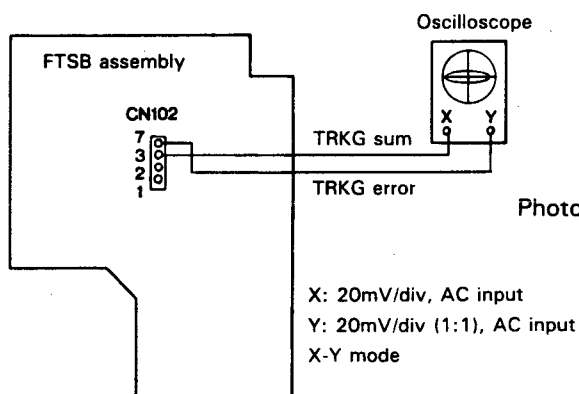 Oscilloscope
FTSB assembly
CN102
7
3
2
1
X Y
TRKG sum
TRKG error
Photo
X: 20mV/div, AC input
Y: 20mV/div (1:1), AC input
X-Y mode